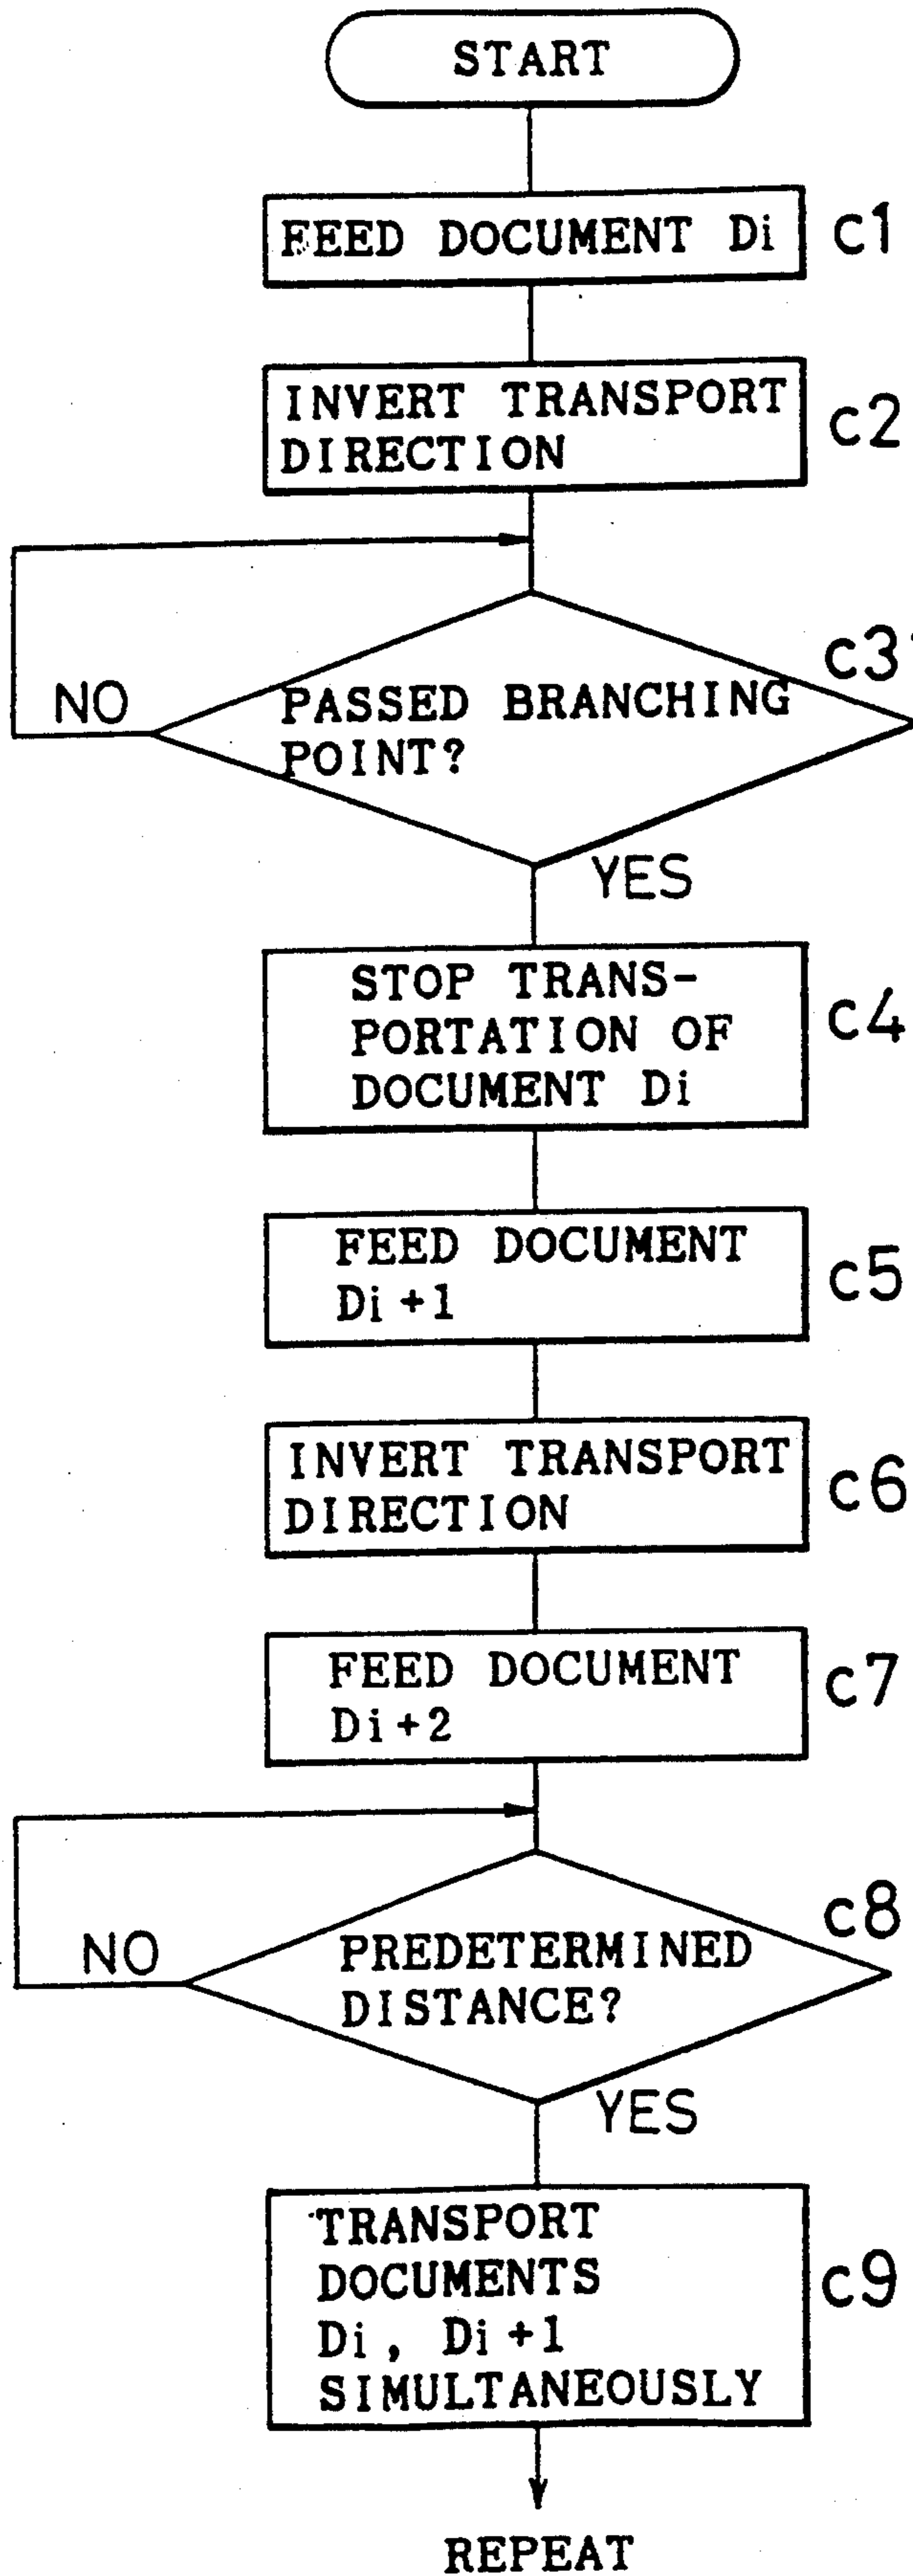 START
FEED DOCUMENT Di
c1
INVERT TRANSPORT
DIRECTION
c2
c3
NO
PASSED BRANCHING
POINT?
YES
STOP TRANS-
PORTATION OF
DOCUMENT Di
c4
FEED DOCUMENT
Di+1
c5
INVERT TRANSPORT
DIRECTION
c6
FEED DOCUMENT
Di+2
c7
c8
NO
PREDETERMINED
DISTANCE?
YES
TRANSPORT
DOCUMENTS
Di, Di+1
SIMULTANEOUSLY
c9
REPEAT